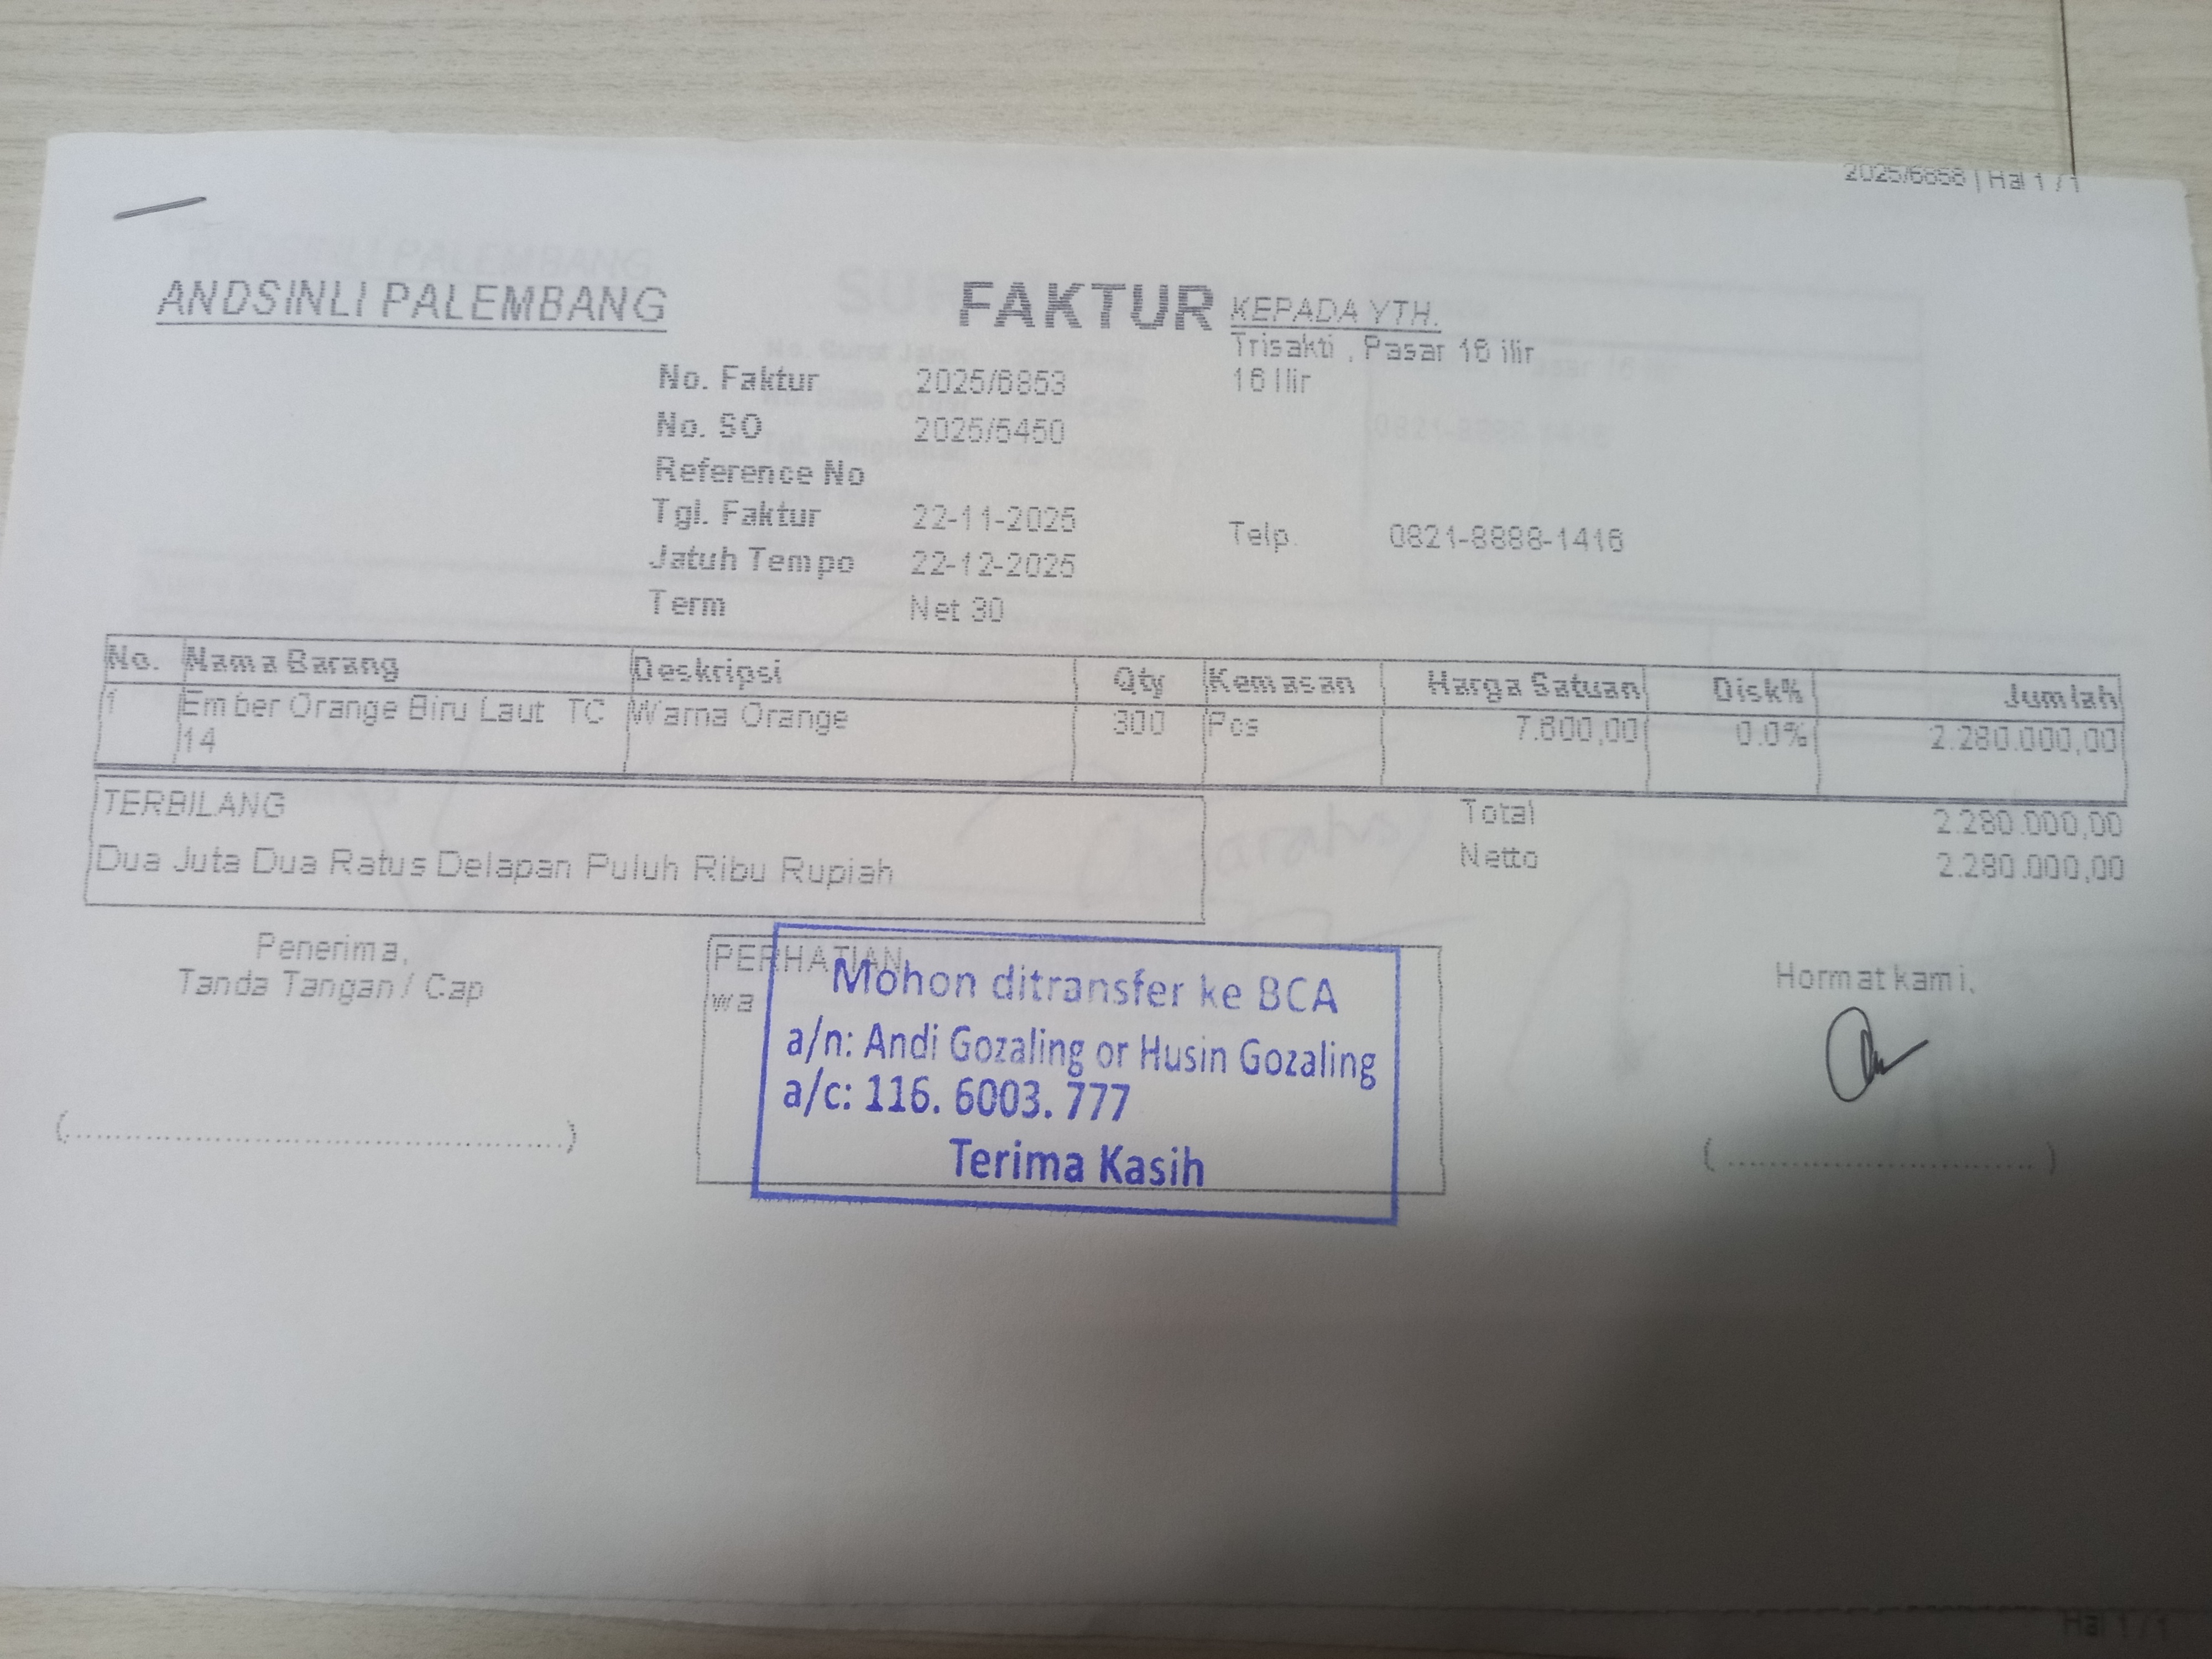 2025/6853 | Hal 1 / 1
ANDSINLI PALEMBANG
FAKTUR
KEPADA YTH.
Trisakti , Pasar 16 ilir
16 Ilir
No. Faktur 2025/6853
No. SO 2025/5450
Reference No
Tgl. Faktur 22-11-2025
Telp. 0821-8888-1416
Jatuh Tempo 22-12-2025
Term Net 30
No. Nama Barang Deskripsi Qty Kemasan Harga Satuan Disk% Jumlah
1 Ember Orange Biru Laut TC Warna Orange 300 Pcs 7.600,00 0.0% 2.280.000,00
14
TERBILANG
Dua Juta Dua Ratus Delapan Puluh Ribu Rupiah
Total 2.280.000,00
Netto 2.280.000,00
Penerima,
Tanda Tangan / Cap
PERHATIAN
wa
Mohon ditransfer ke BCA
a/n: Andi Gozaling or Husin Gozaling
a/c: 116. 6003. 777
Terima Kasih
Hormat kami,
(..................................................)
(..................................)
Hal 1 / 1